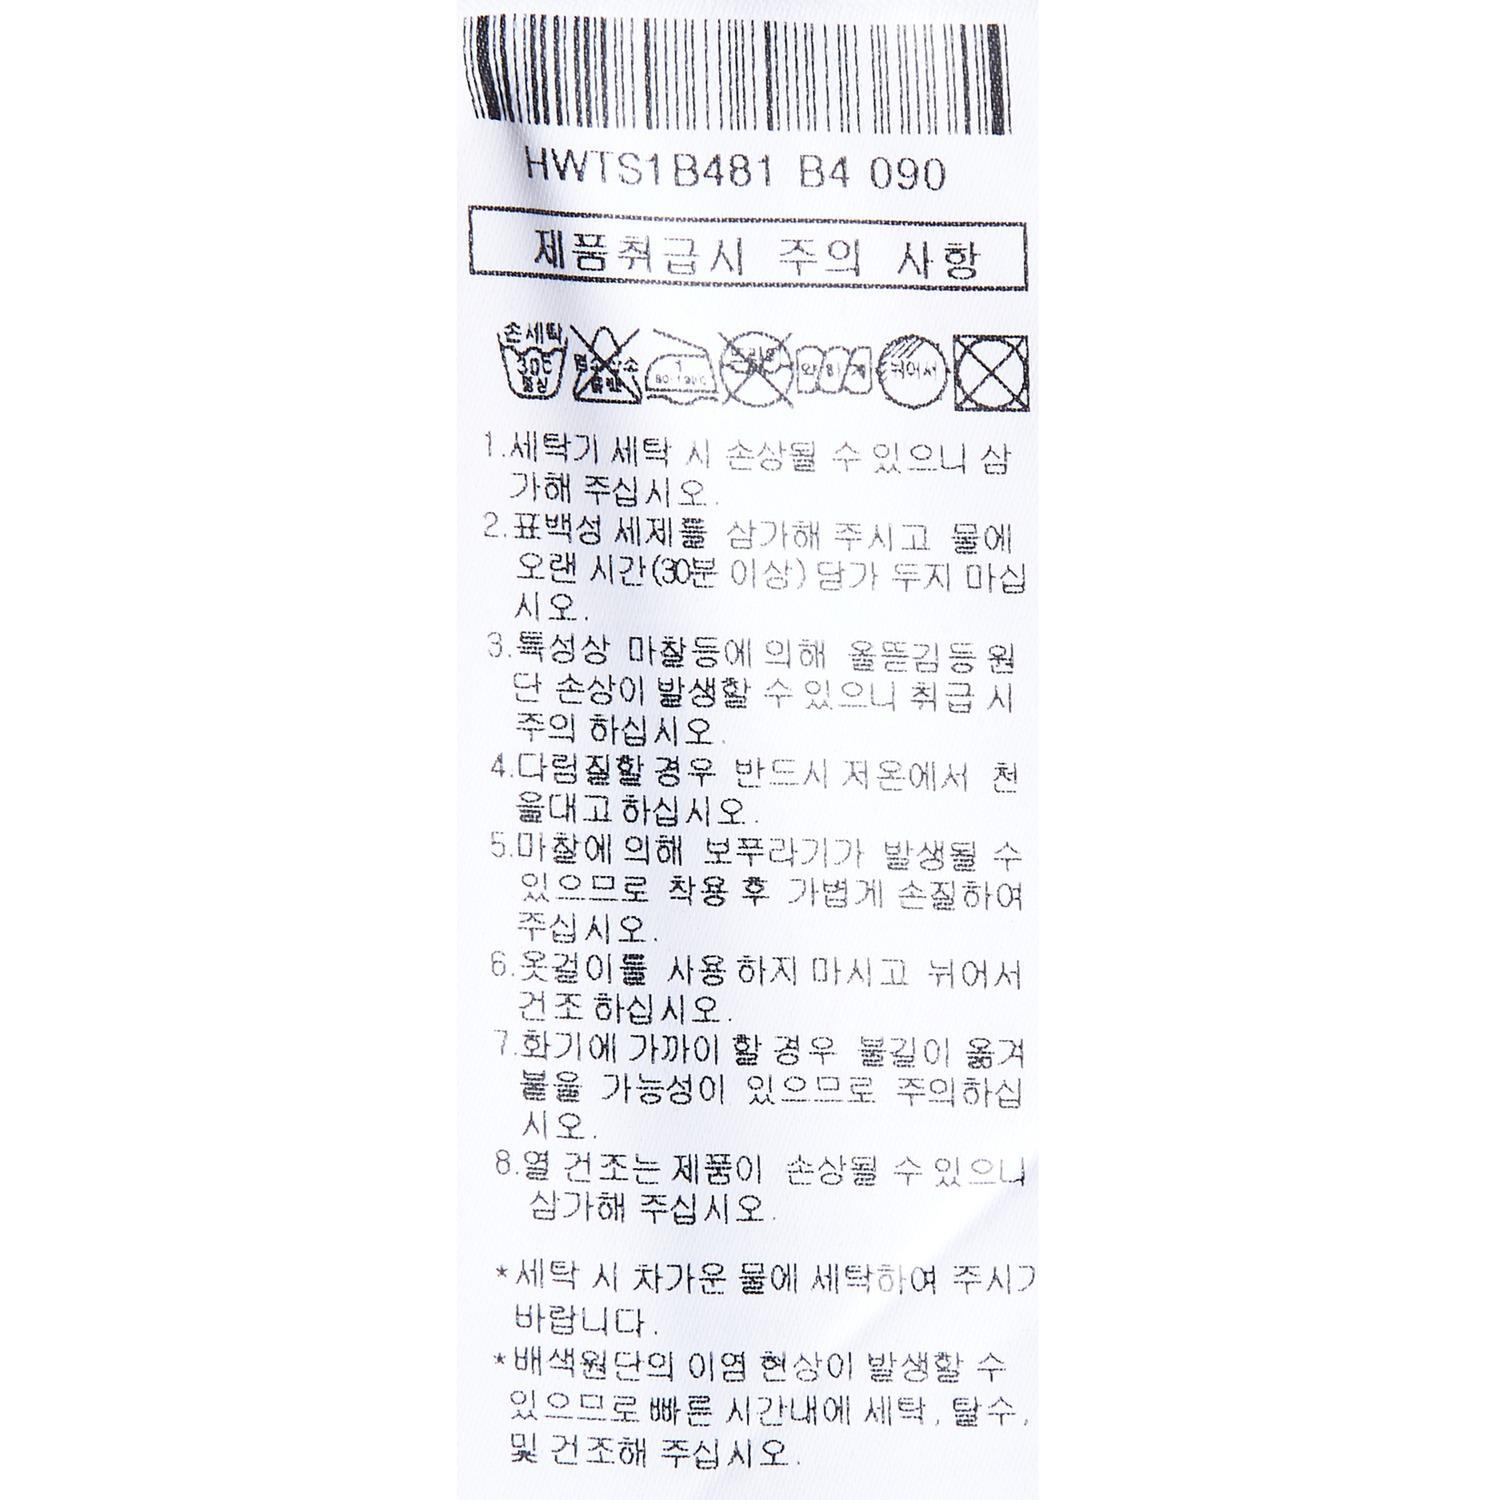 HWTS1B481 B4 090
제품취급시 주의 사항
손세탁
30℃
중성
80-120℃
약하게
뉘어서
1.세탁기 세탁 시 손상될 수 있으니 삼
가해 주십시오.
2.표백성 세제를 삼가해 주시고 물에
오랜 시간(30분 이상) 담가 두지 마십
시오.
3.특성상 마찰등에 의해 올뜯김등 원
단 손상이 발생할 수 있으니 취급 시
주의 하십시오.
4.다림질할 경우 반드시 저온에서 천
을대고 하십시오.
5.마찰에 의해 보푸라기가 발생될 수
있으므로 착용 후 가볍게 손질하여
주십시오.
6.옷걸이를 사용 하지 마시고 뉘어서
건조 하십시오.
7.화기에 가까이 할 경우 불길이 옮겨
붙을 가능성이 있으므로 주의하십
시오.
8.열 건조는 제품이 손상될 수 있으니
삼가해 주십시오.
*세탁 시 차가운 물에 세탁하여 주시기
바랍니다.
*배색원단의 이염 현상이 발생할 수
있으므로 빠른 시간내에 세탁, 탈수,
및 건조해 주십시오.